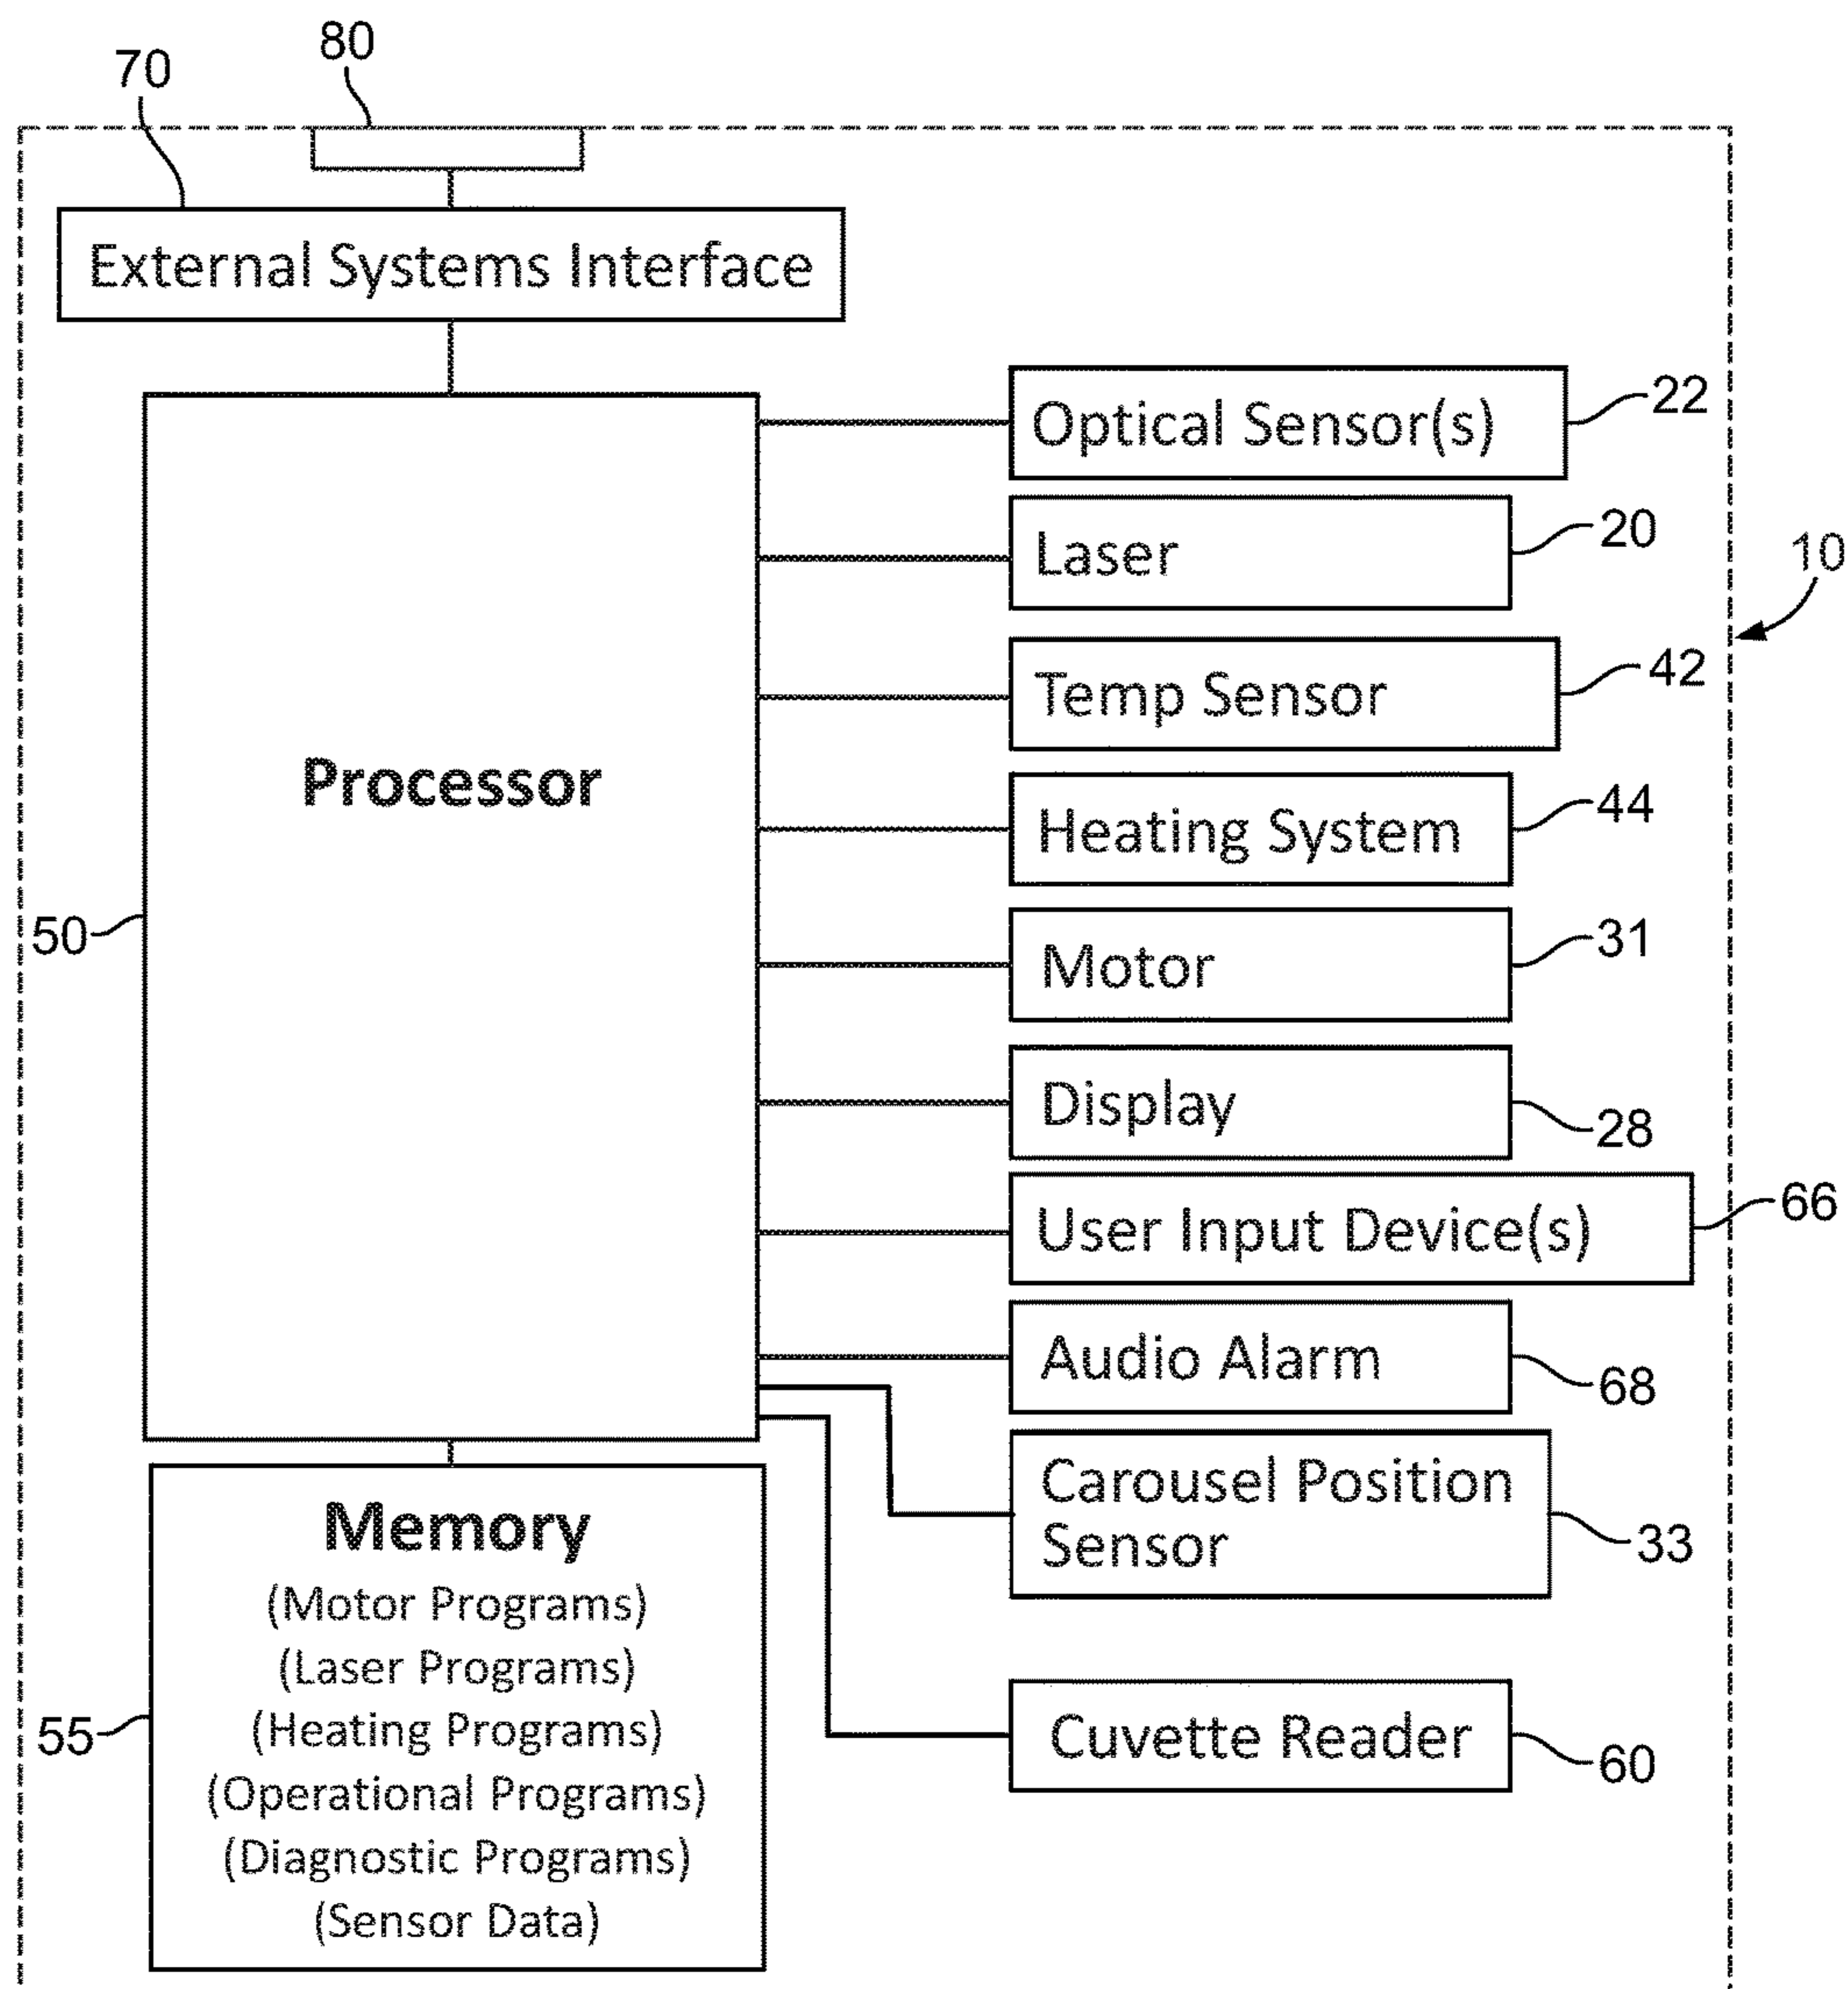 80
70
External Systems Interface
Optical Sensor(s)
22
Laser
20
10
Temp Sensor
42
Processor
Heating System
44
50
Motor
31
Display
28
User Input Device(s)
66
Audio Alarm
68
Carousel Position
Sensor
33
Memory
(Motor Programs)
(Laser Programs)
(Heating Programs)
(Operational Programs)
(Diagnostic Programs)
(Sensor Data)
55
Cuvette Reader
60